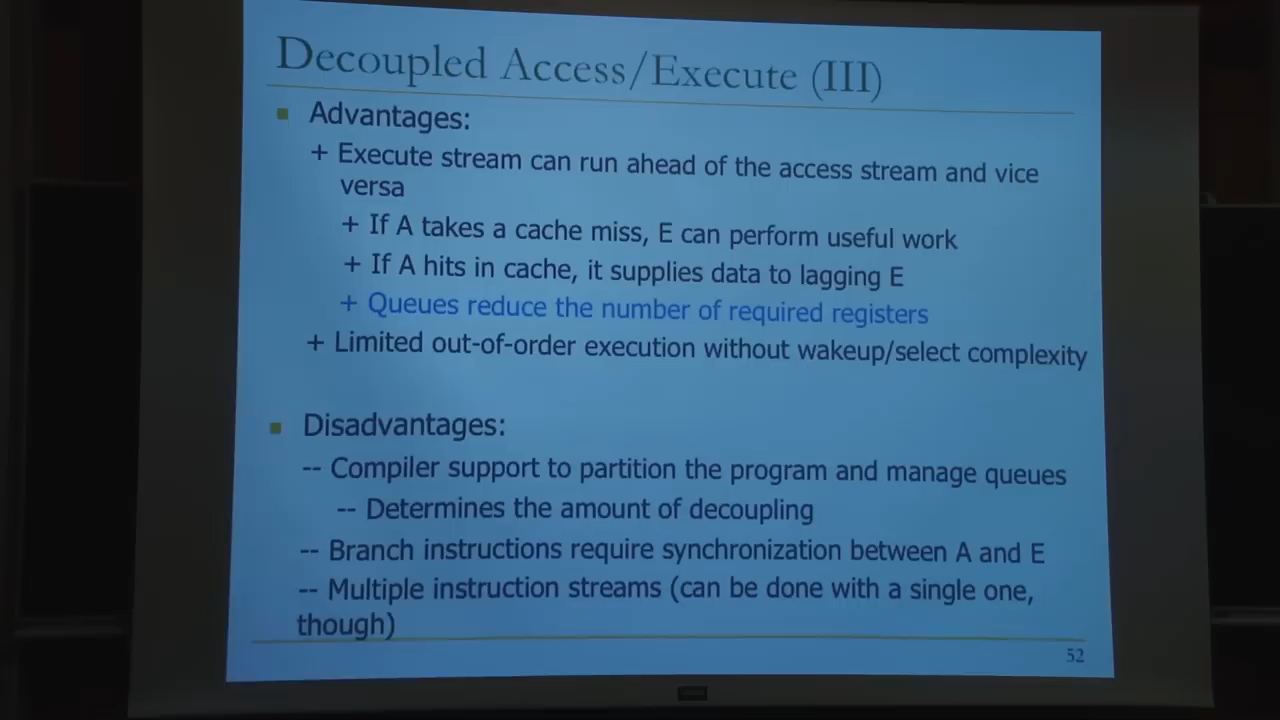 Decoupled Access/Execute (III)
Advantages:
+ Execute stream can run ahead of the access stream and vice
versa
+ If A takes a cache miss, E can perform useful work
+ If A hits in cache, it supplies data to lagging E
+ Queues reduce the number of required registers
+ Limited out-of-order execution without wakeup/select complexity
Disadvantages:
-- Compiler support to partition the program and manage queues
-- Determines the amount of decoupling
-- Branch instructions require synchronization between A and E
-- Multiple instruction streams (can be done with a single one,
though)
52